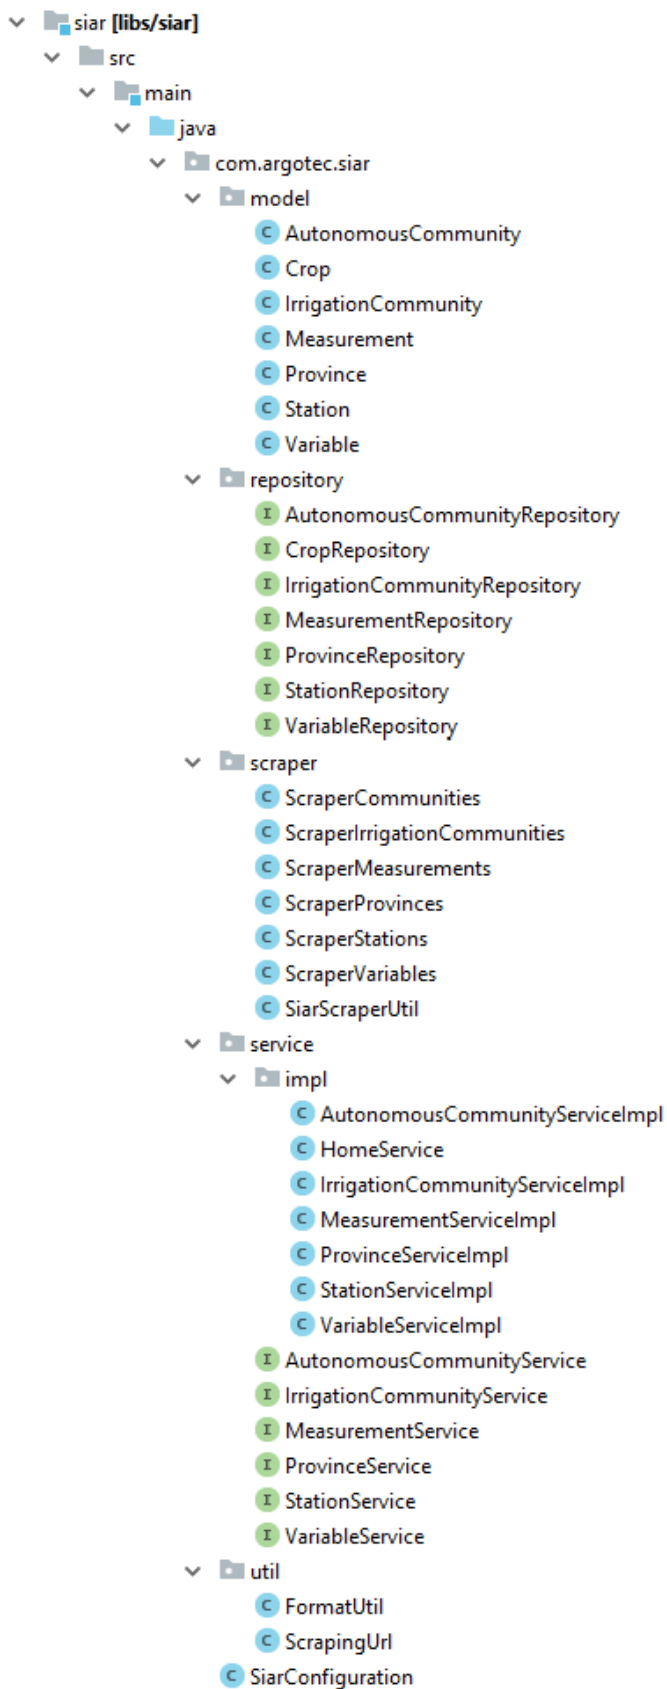 siar [libs/siar]
src
main
java
com.argotec.siar
model
C AutonomousCommunity
C Crop
C IrrigationCommunity
C Measurement
C Province
C Station
C Variable
repository
I AutonomousCommunityRepository
I CropRepository
I IrrigationCommunityRepository
I MeasurementRepository
I ProvinceRepository
I StationRepository
I VariableRepository
scraper
C ScraperCommunities
C ScraperIrrigationCommunities
C ScraperMeasurements
C ScraperProvinces
C ScraperStations
C ScraperVariables
C SiarScraperUtil
service
impl
C AutonomousCommunityServiceImpl
C HomeService
C IrrigationCommunityServiceImpl
C MeasurementServiceImpl
C ProvinceServiceImpl
C StationServiceImpl
C VariableServiceImpl
I AutonomousCommunityService
I IrrigationCommunityService
I MeasurementService
I ProvinceService
I StationService
I VariableService
util
C FormatUtil
C ScrapingUrl
C SiarConfiguration